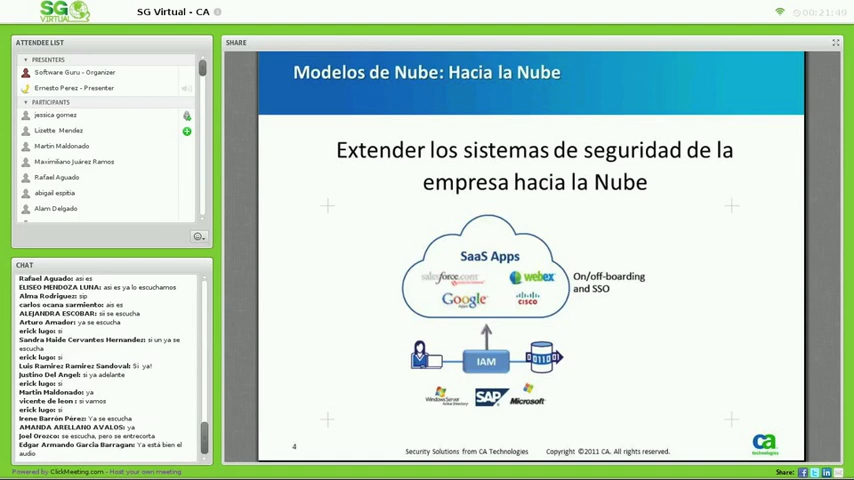 SG
VIRTUAL
SG Virtual - CA
00:21:49
ATTENDEE LIST
PRESENTERS
Software Guru - Organizer
Ernesto Perez - Presenter
PARTICIPANTS
jessica gomez
Lizette Mendez
Martin Maldonado
Maximiliano Juáres Ramos
Rafael Aguado
abigail espitia
Alam Delgado
CHAT
Rafael Aguado: asi es
ELISEO MENDOZA LUNA: asi es ya lo escuchamos
Alma Rodriguez: sip
carlos ocana sarmiento: ais es
ALEJANDRA ESCOBAR: sii se escucha
Arturo Amador: ya se escucha
erick lugo: si
Sandra Haide Cervantes Hernandez: si un ya se
escucha
erick lugo: si
Luis Ramirez Ramirez Sandoval: Si ya!
Justino Del Angel: si ya adelante
erick lugo: si
Martin Maldonado: ya
vicente de leon: si vamos
erick lugo: si
Irene Barrón Pérez: Ya se escucha
AMANDA ARELLANO AVALOS: ya
Joel Orozco: se escucha, pero se entrecorta
Edgar Armando Garcia Barragan: Ya está bien el
audio
SHARE
Modelos de Nube: Hacia la Nube
Extender los sistemas de seguridad de la
empresa hacia la Nube
SaaS Apps
salesforce.com
webex
Google
CISCO
On/off-boarding
and SSO
IAM
Windows Server
Active Directory
SAP
Microsoft
4
Security Solutions from CA Technologies Copyright ©2011 CA. All rights reserved.
ca
technologies
Powered by ClickMeeting.com - Host your own meeting.
Share: